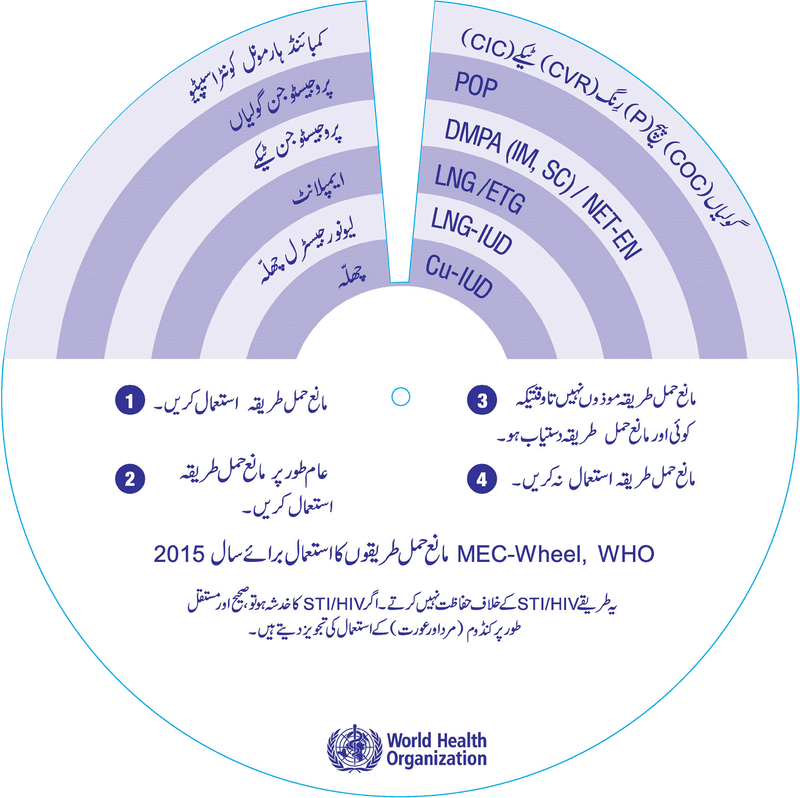 کمبائنڈ ہارمونل کونٹراسیپٹیو
پروجیسٹوجن گولیاں
پروجیسٹوجن ٹیکے
ایمپلانٹ
لیونورجیسٹرل چھلہّ
چھلہّ
گولیاں (COC) پیچ (P) رِنگ (CVR) ٹیکے (CIC)
POP
DMPA (IM, SC) / NET-EN
LNG/ETG
LNG-IUD
Cu-IUD
1 مانع حمل طریقہ استعمال کریں۔
2 عام طور پر مانع حمل طریقہ
استعمال کریں۔
3 مانع حمل طریقہ موذوں نہیں تاوقتیکہ
کوئی اور مانع حمل طریقہ دستیاب ہو۔
4 مانع حمل طریقہ استعمال نہ کریں۔
MEC-Wheel, WHO مانع حمل طریقوں کا استعمال برائے سال 2015
یہ طریقے STI/HIV کے خلاف حفاظت نہیں کرتے۔ اگر STI/HIV کا خدشہ ہو تو، صحیح اور مستقل
طور پر کنڈوم (مرد اور عورت) کے استعمال کی تجویز دیتے ہیں۔
World Health
Organization